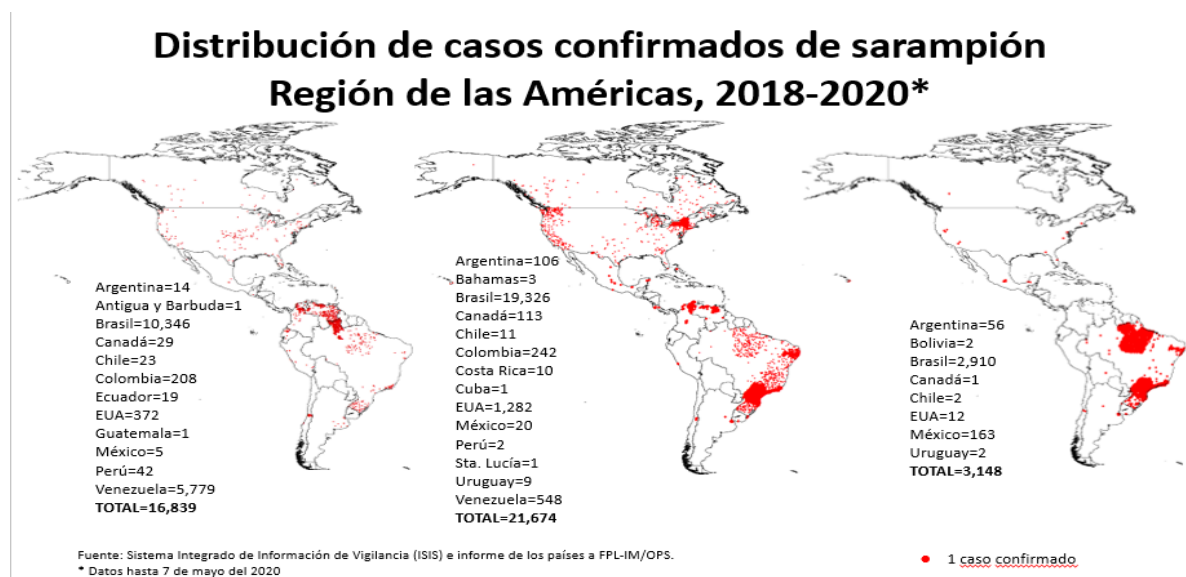 Distribución de casos confirmados de sarampión
Región de las Américas, 2018-2020*
Argentina=14
Antigua y Barbuda=1
Brasil=10,346
Canadá=29
Chile=23
Colombia=208
Ecuador=19
EUA=372
Guatemala=1
México=5
Perú=42
Venezuela=5,779
TOTAL=16,839
Argentina=106
Bahamas=3
Brasil=19,326
Canadá=113
Chile=11
Colombia=242
Costa Rica=10
Cuba=1
EUA=1,282
México=20
Perú=2
Sta. Lucía=1
Uruguay=9
Venezuela=548
TOTAL=21,674
Argentina=56
Bolivia=2
Brasil=2,910
Canadá=1
Chile=2
EUA=12
México=163
Uruguay=2
TOTAL=3,148
Fuente: Sistema Integrado de Información de Vigilancia (ISIS) e informe de los países a FPL-IM/OPS.
* Datos hasta 7 de mayo del 2020
1 caso confirmado